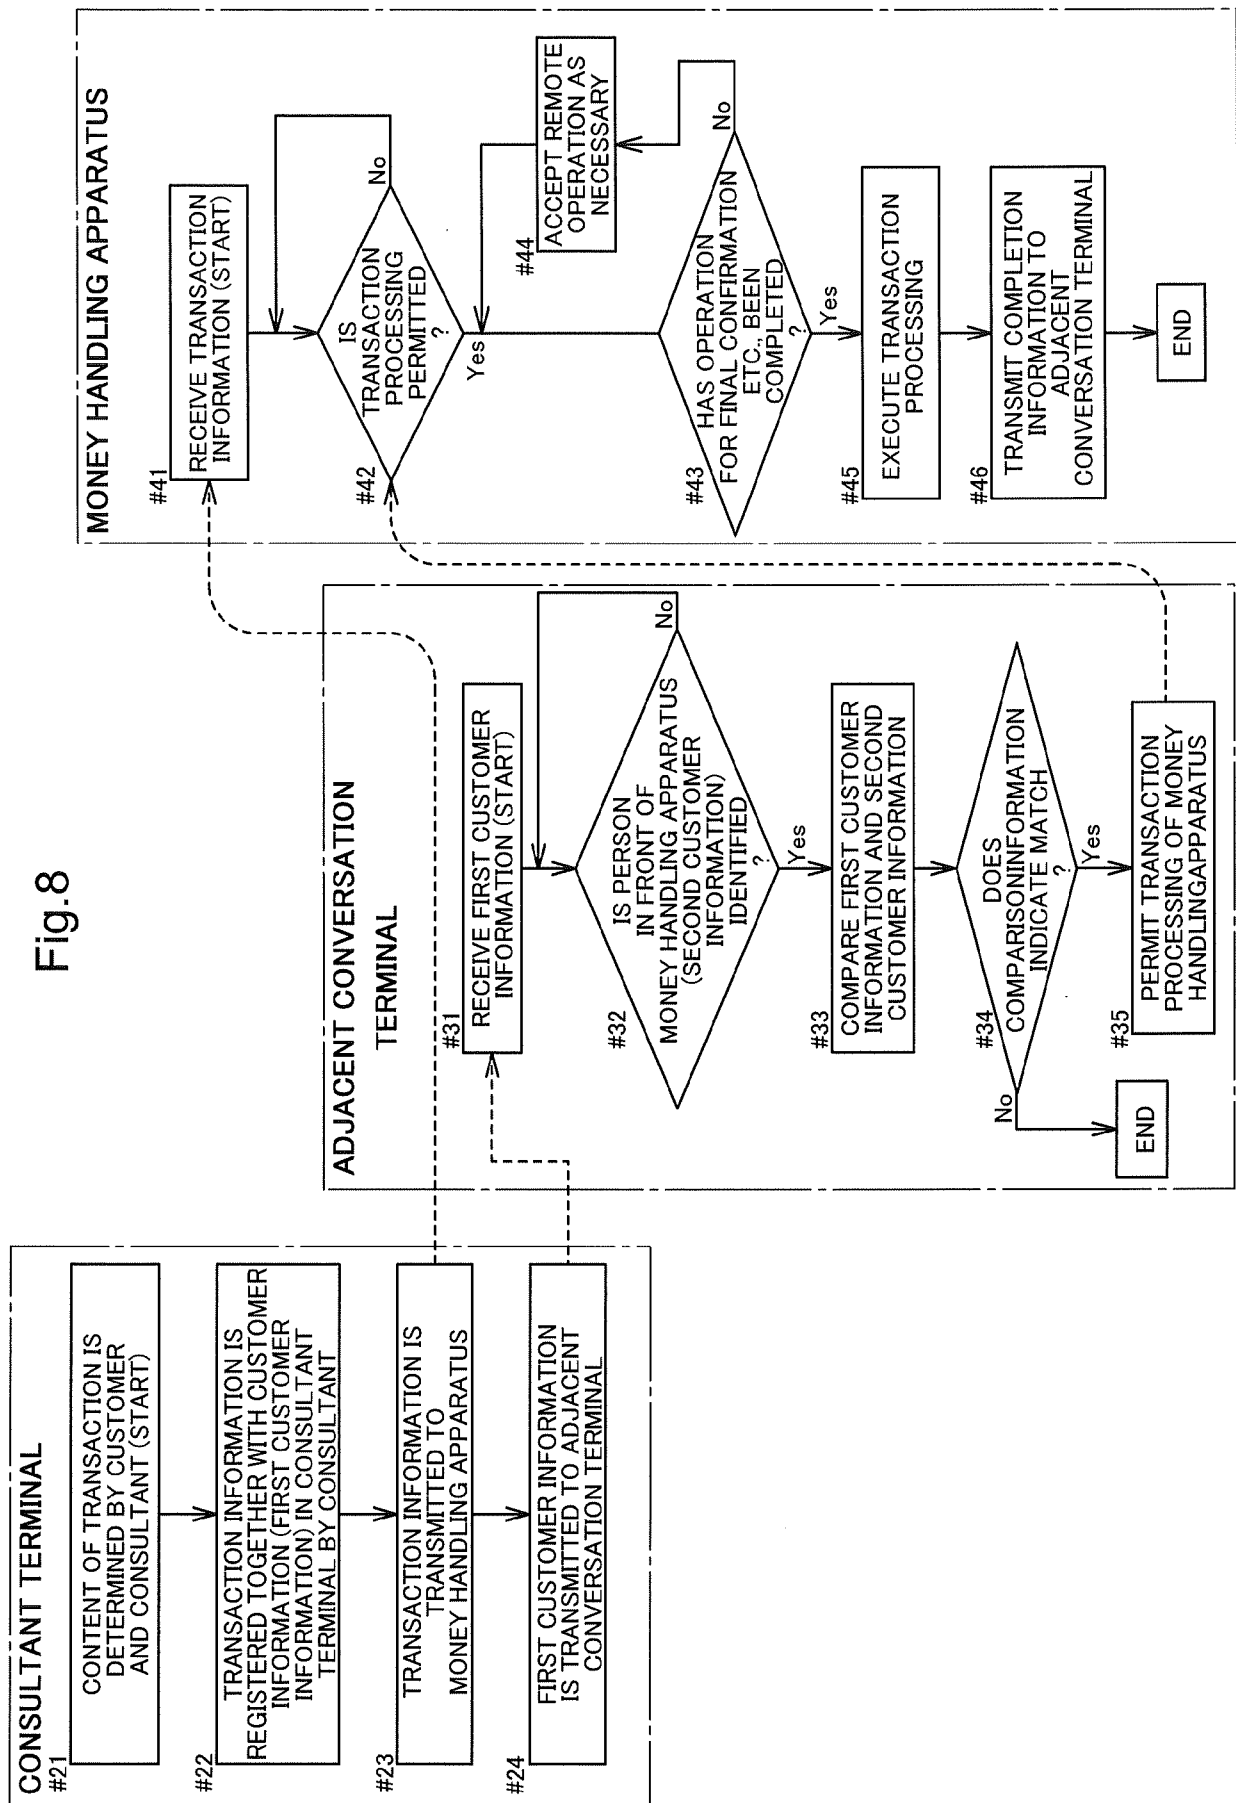 Fig.8
CONSULTANT TERMINAL
#21
CONTENT OF TRANSACTION IS
DETERMINED BY CUSTOMER
AND CONSULTANT (START)
#22
TRANSACTION INFORMATION IS
REGISTERED TOGETHER WITH CUSTOMER
INFORMATION (FIRST CUSTOMER
INFORMATION) IN CONSULTANT
TERMINAL BY CONSULTANT
#23
TRANSACTION INFORMATION IS
TRANSMITTED TO
MONEY HANDLING APPARATUS
#24
FIRST CUSTOMER INFORMATION
IS TRANSMITTED TO ADJACENT
CONVERSATION TERMINAL
ADJACENT CONVERSATION
TERMINAL
#31
RECEIVE FIRST CUSTOMER
INFORMATION (START)
#32
IS PERSON
IN FRONT OF
MONEY HANDLING APPARATUS
(SECOND CUSTOMER
INFORMATION)
IDENTIFIED
?
No
Yes
#33
COMPARE FIRST CUSTOMER
INFORMATION AND SECOND
CUSTOMER INFORMATION
#34
DOES
COMPARISONINFORMATION
INDICATE MATCH
?
No
Yes
END
#35
PERMIT TRANSACTION
PROCESSING OF MONEY
HANDLINGAPPARATUS
MONEY HANDLING APPARATUS
#41
RECEIVE TRANSACTION
INFORMATION (START)
#42
IS
TRANSACTION
PROCESSING
PERMITTED
?
No
Yes
#44
ACCEPT REMOTE
OPERATION AS
NECESSARY
#43
HAS OPERATION
FOR FINAL CONFIRMATION
ETC., BEEN
COMPLETED
?
No
Yes
#45
EXECUTE TRANSACTION
PROCESSING
#46
TRANSMIT COMPLETION
INFORMATION TO
ADJACENT
CONVERSATION TERMINAL
END